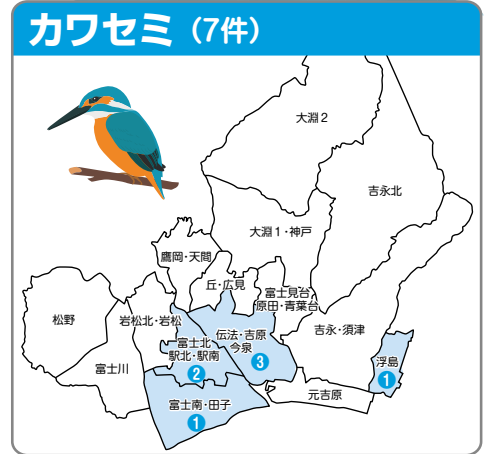 カワセミ（7件）
大淵2
吉永北
大淵1・神戸
鷹岡・天間
丘・広見
富士見台
原田・青葉台
松野
岩松北・岩松
伝法・吉原
今泉
3
吉永・須津
富士北
駅北・駅南
2
浮島
1
富士川
元吉原
富士南・田子
1